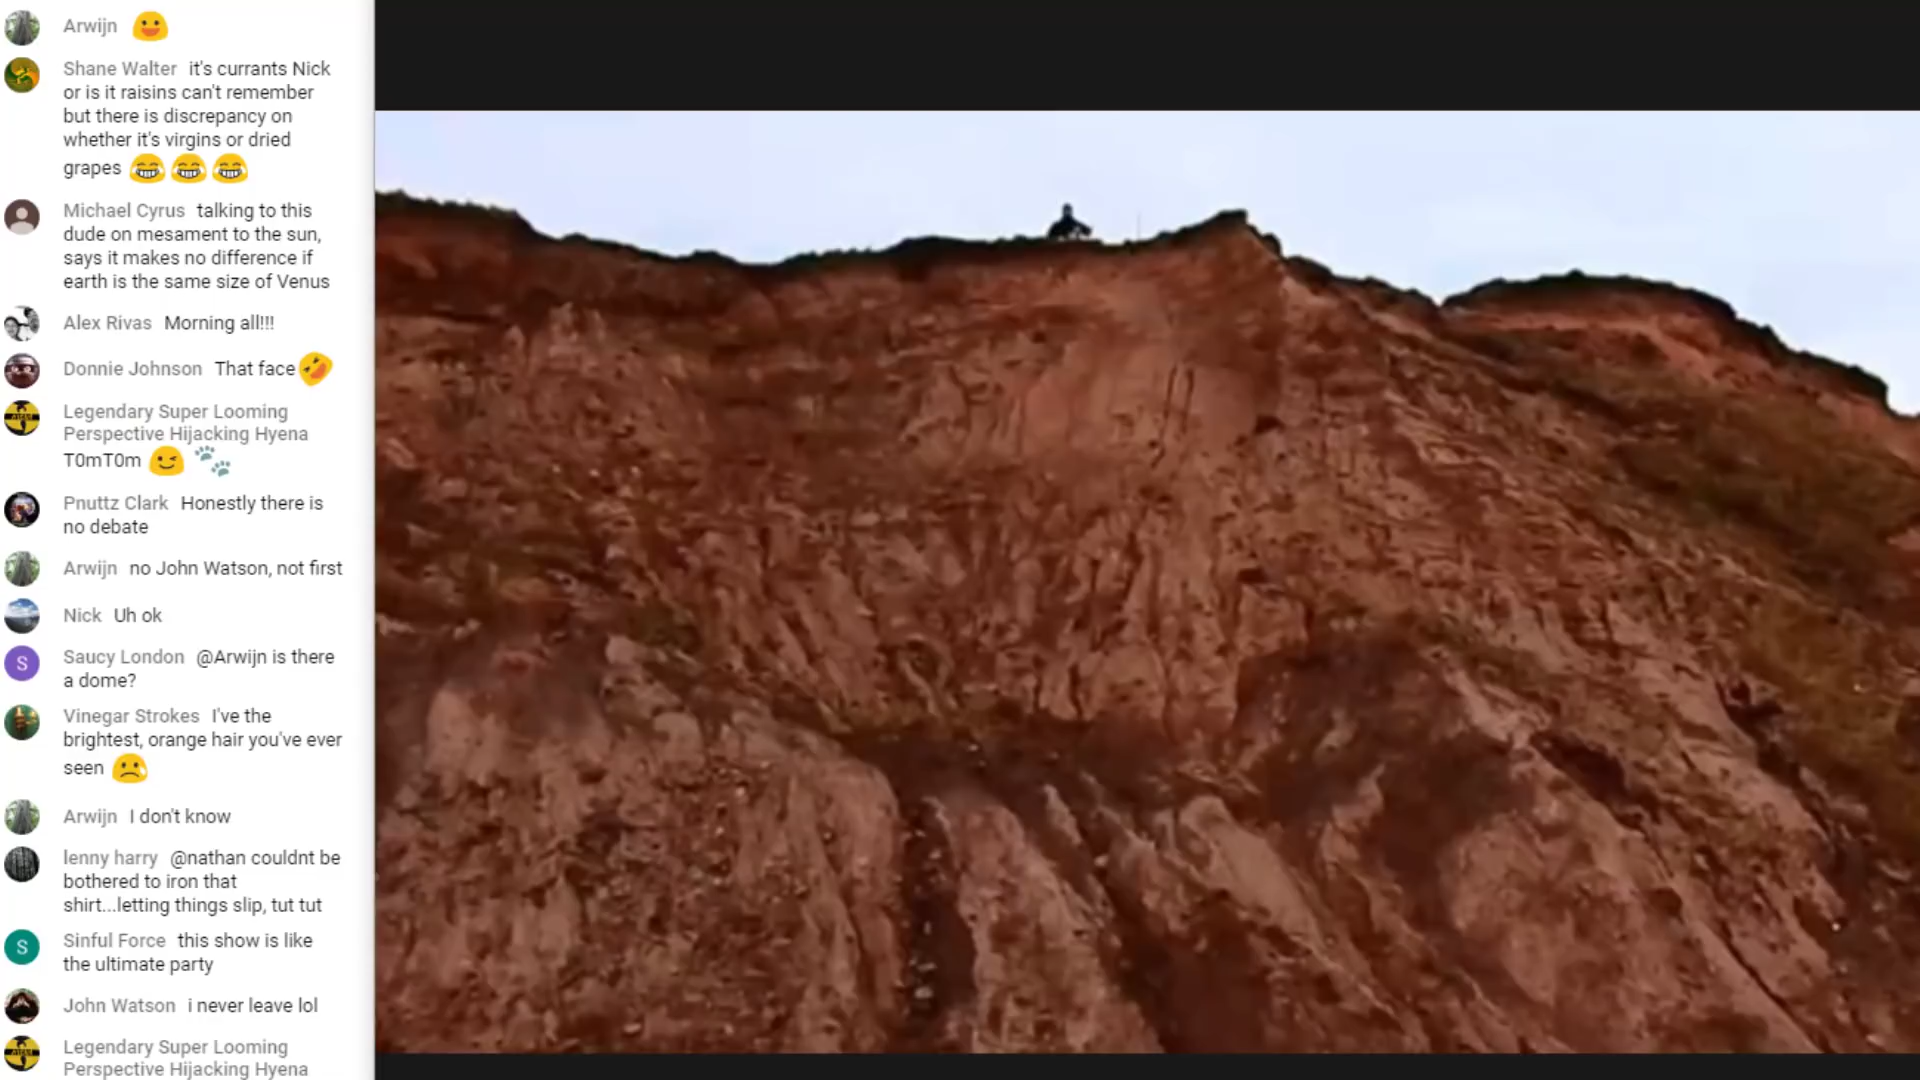 Arwijn
Shane Walter it's currants Nick
or is it raisins can't remember
but there is discrepancy on
whether it's virgins or dried
grapes
Michael Cyrus talking to this
dude on mesament to the sun,
says it makes no difference if
earth is the same size of Venus
Alex Rivas Morning all!!!
Donnie Johnson That face
Legendary Super Looming
Perspective Hijacking Hyena
T0mT0m
Pnuttz Clark Honestly there is
no debate
Arwijn no John Watson, not first
Nick Uh ok
S
Saucy London @Arwijn is there
a dome?
Vinegar Strokes I've the
brightest, orange hair you've ever
seen
Arwijn I don't know
lenny harry @nathan couldnt be
bothered to iron that
shirt...letting things slip, tut tut
S
Sinful Force this show is like
the ultimate party
John Watson i never leave lol
Legendary Super Looming
Perspective Hijacking Hyena